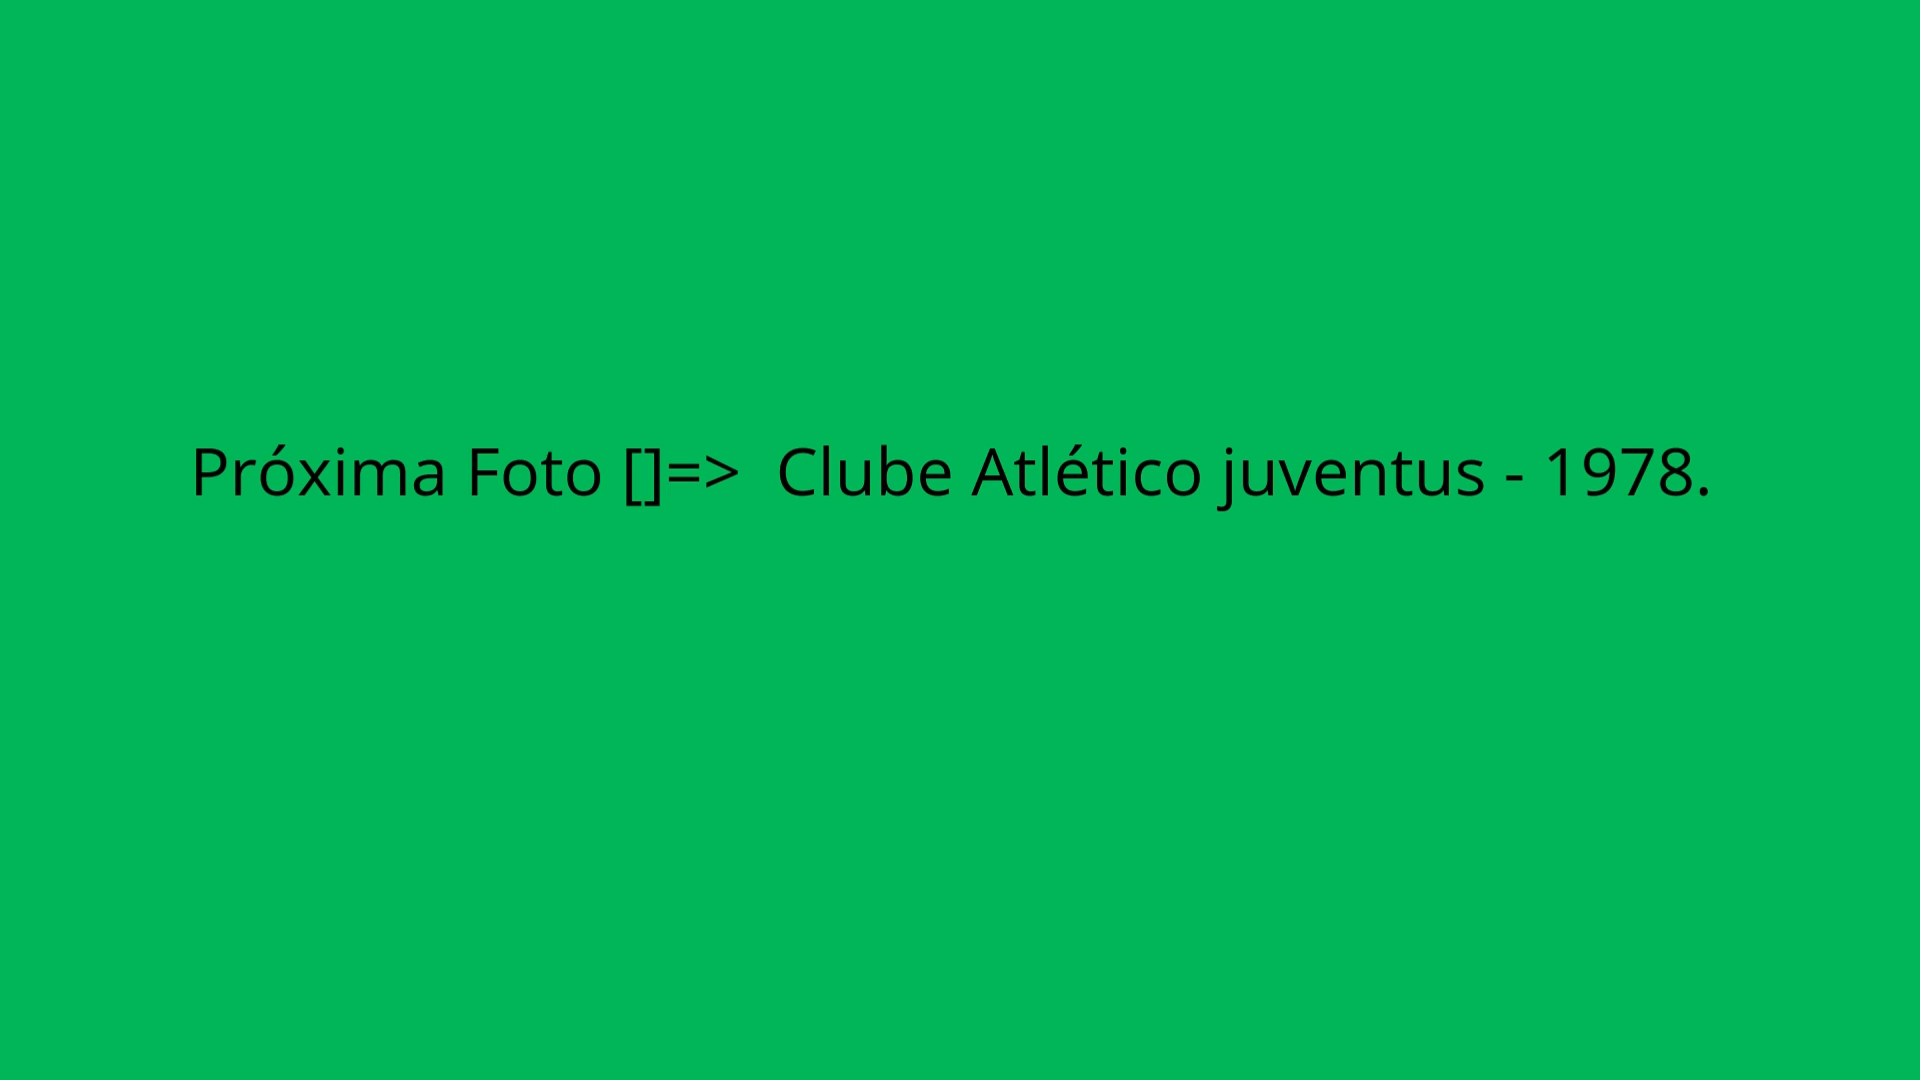 Próxima Foto []=>  Clube Atlético juventus - 1978.